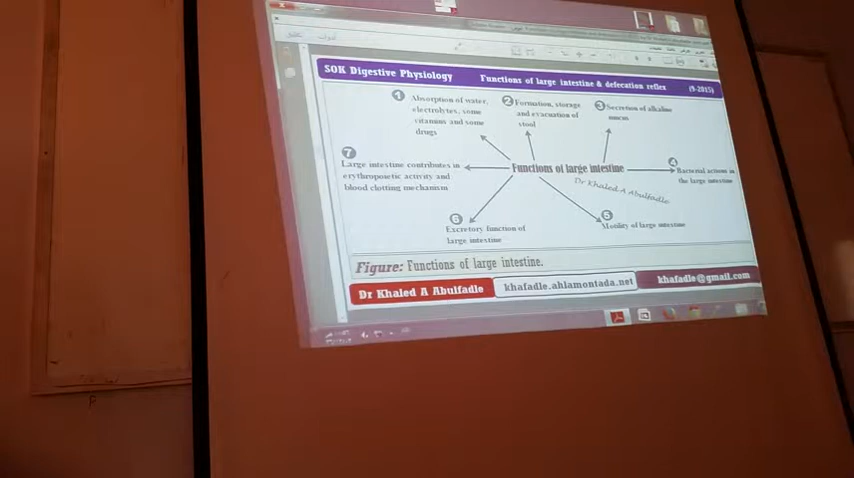 SOK Digestive Physiology
Functions of large intestine & defecation reflex
(9-2015)
1
Absorption of water,
electrolytes, some
vitamins and some
drugs
2
Formation, storage
and evacuation of
stool
3
Secretion of alkaline
mucus
7
Large intestine contributes in
erythropoietic activity and
blood clotting mechanism
Functions of large intestine
4
Bacterial actions in
the large intestine
Dr Khaled A Abulfadle
6
Excretory function of
large intestine
5
Motility of large intestine
Figure: Functions of large intestine.
Dr Khaled A Abulfadle
khafadle.ahlamontada.net
khafadle@gmail.com